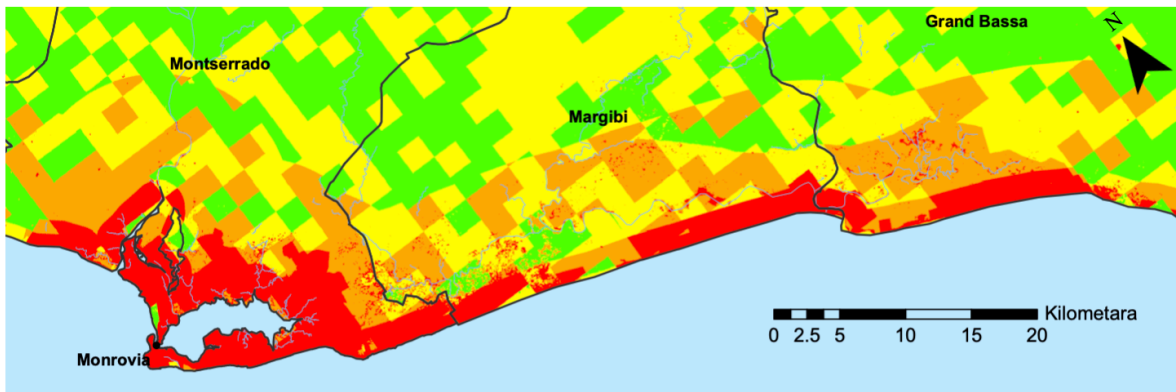 Grand Bassa
N
Montserrado
Margibi
Kilometara
0 2.5 5 10 15 20
Monrovia